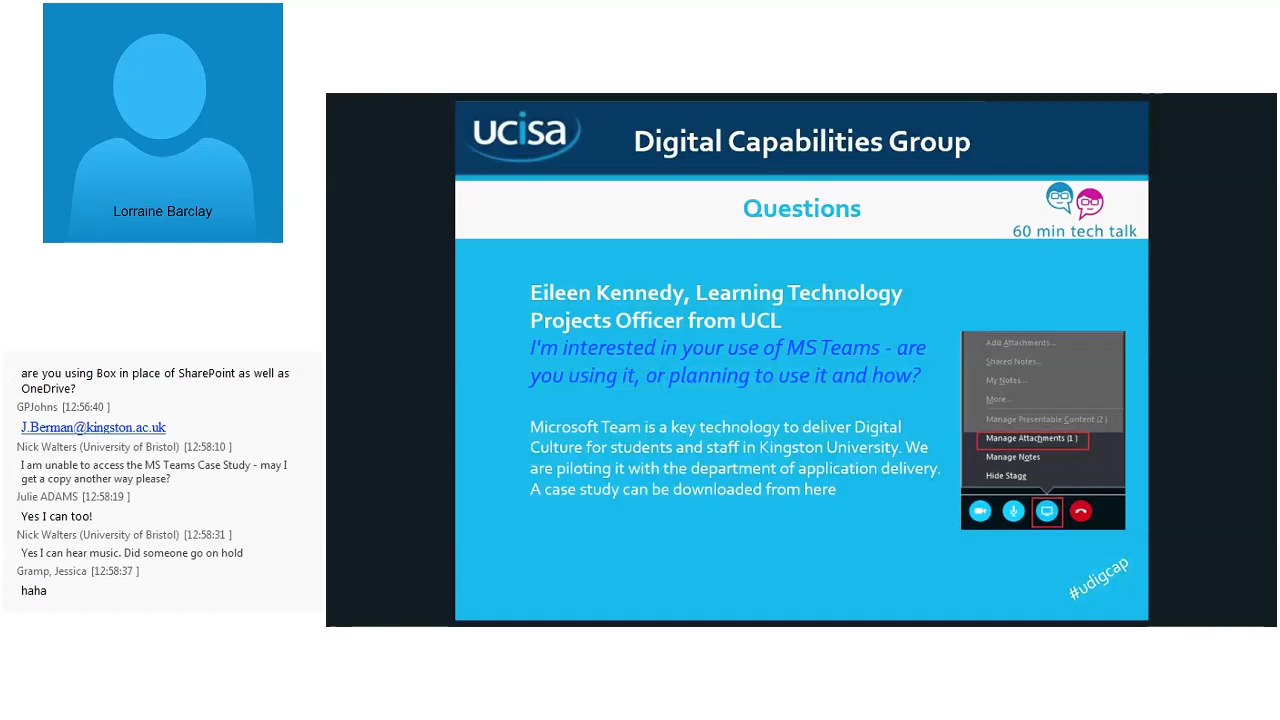 Lorraine Barclay
are you using Box in place of SharePoint as well as
OneDrive?
GPJohns [12:56:40 ]
J.Berman@kingston.ac.uk
Nick Walters (University of Bristol) [12:58:10 ]
I am unable to access the MS Teams Case Study - may I
get a copy another way please?
Julie ADAMS [12:58:19 ]
Yes I can too!
Nick Walters (University of Bristol) [12:58:31 ]
Yes I can hear music. Did someone go on hold
Gramp, Jessica [12:58:37 ]
haha
ucisa
Digital Capabilities Group
Questions
60 min tech talk
Eileen Kennedy, Learning Technology
Projects Officer from UCL
I'm interested in your use of MS Teams - are
you using it, or planning to use it and how?
Microsoft Team is a key technology to deliver Digital
Culture for students and staff in Kingston University. We
are piloting it with the department of application delivery.
A case study can be downloaded from here
Add Attachments...
Shared Notes...
My Notes...
More...
Manage Presentable Content (2 )
Manage Attachments (1 )
Manage Notes
Hide Stage
#udigcap